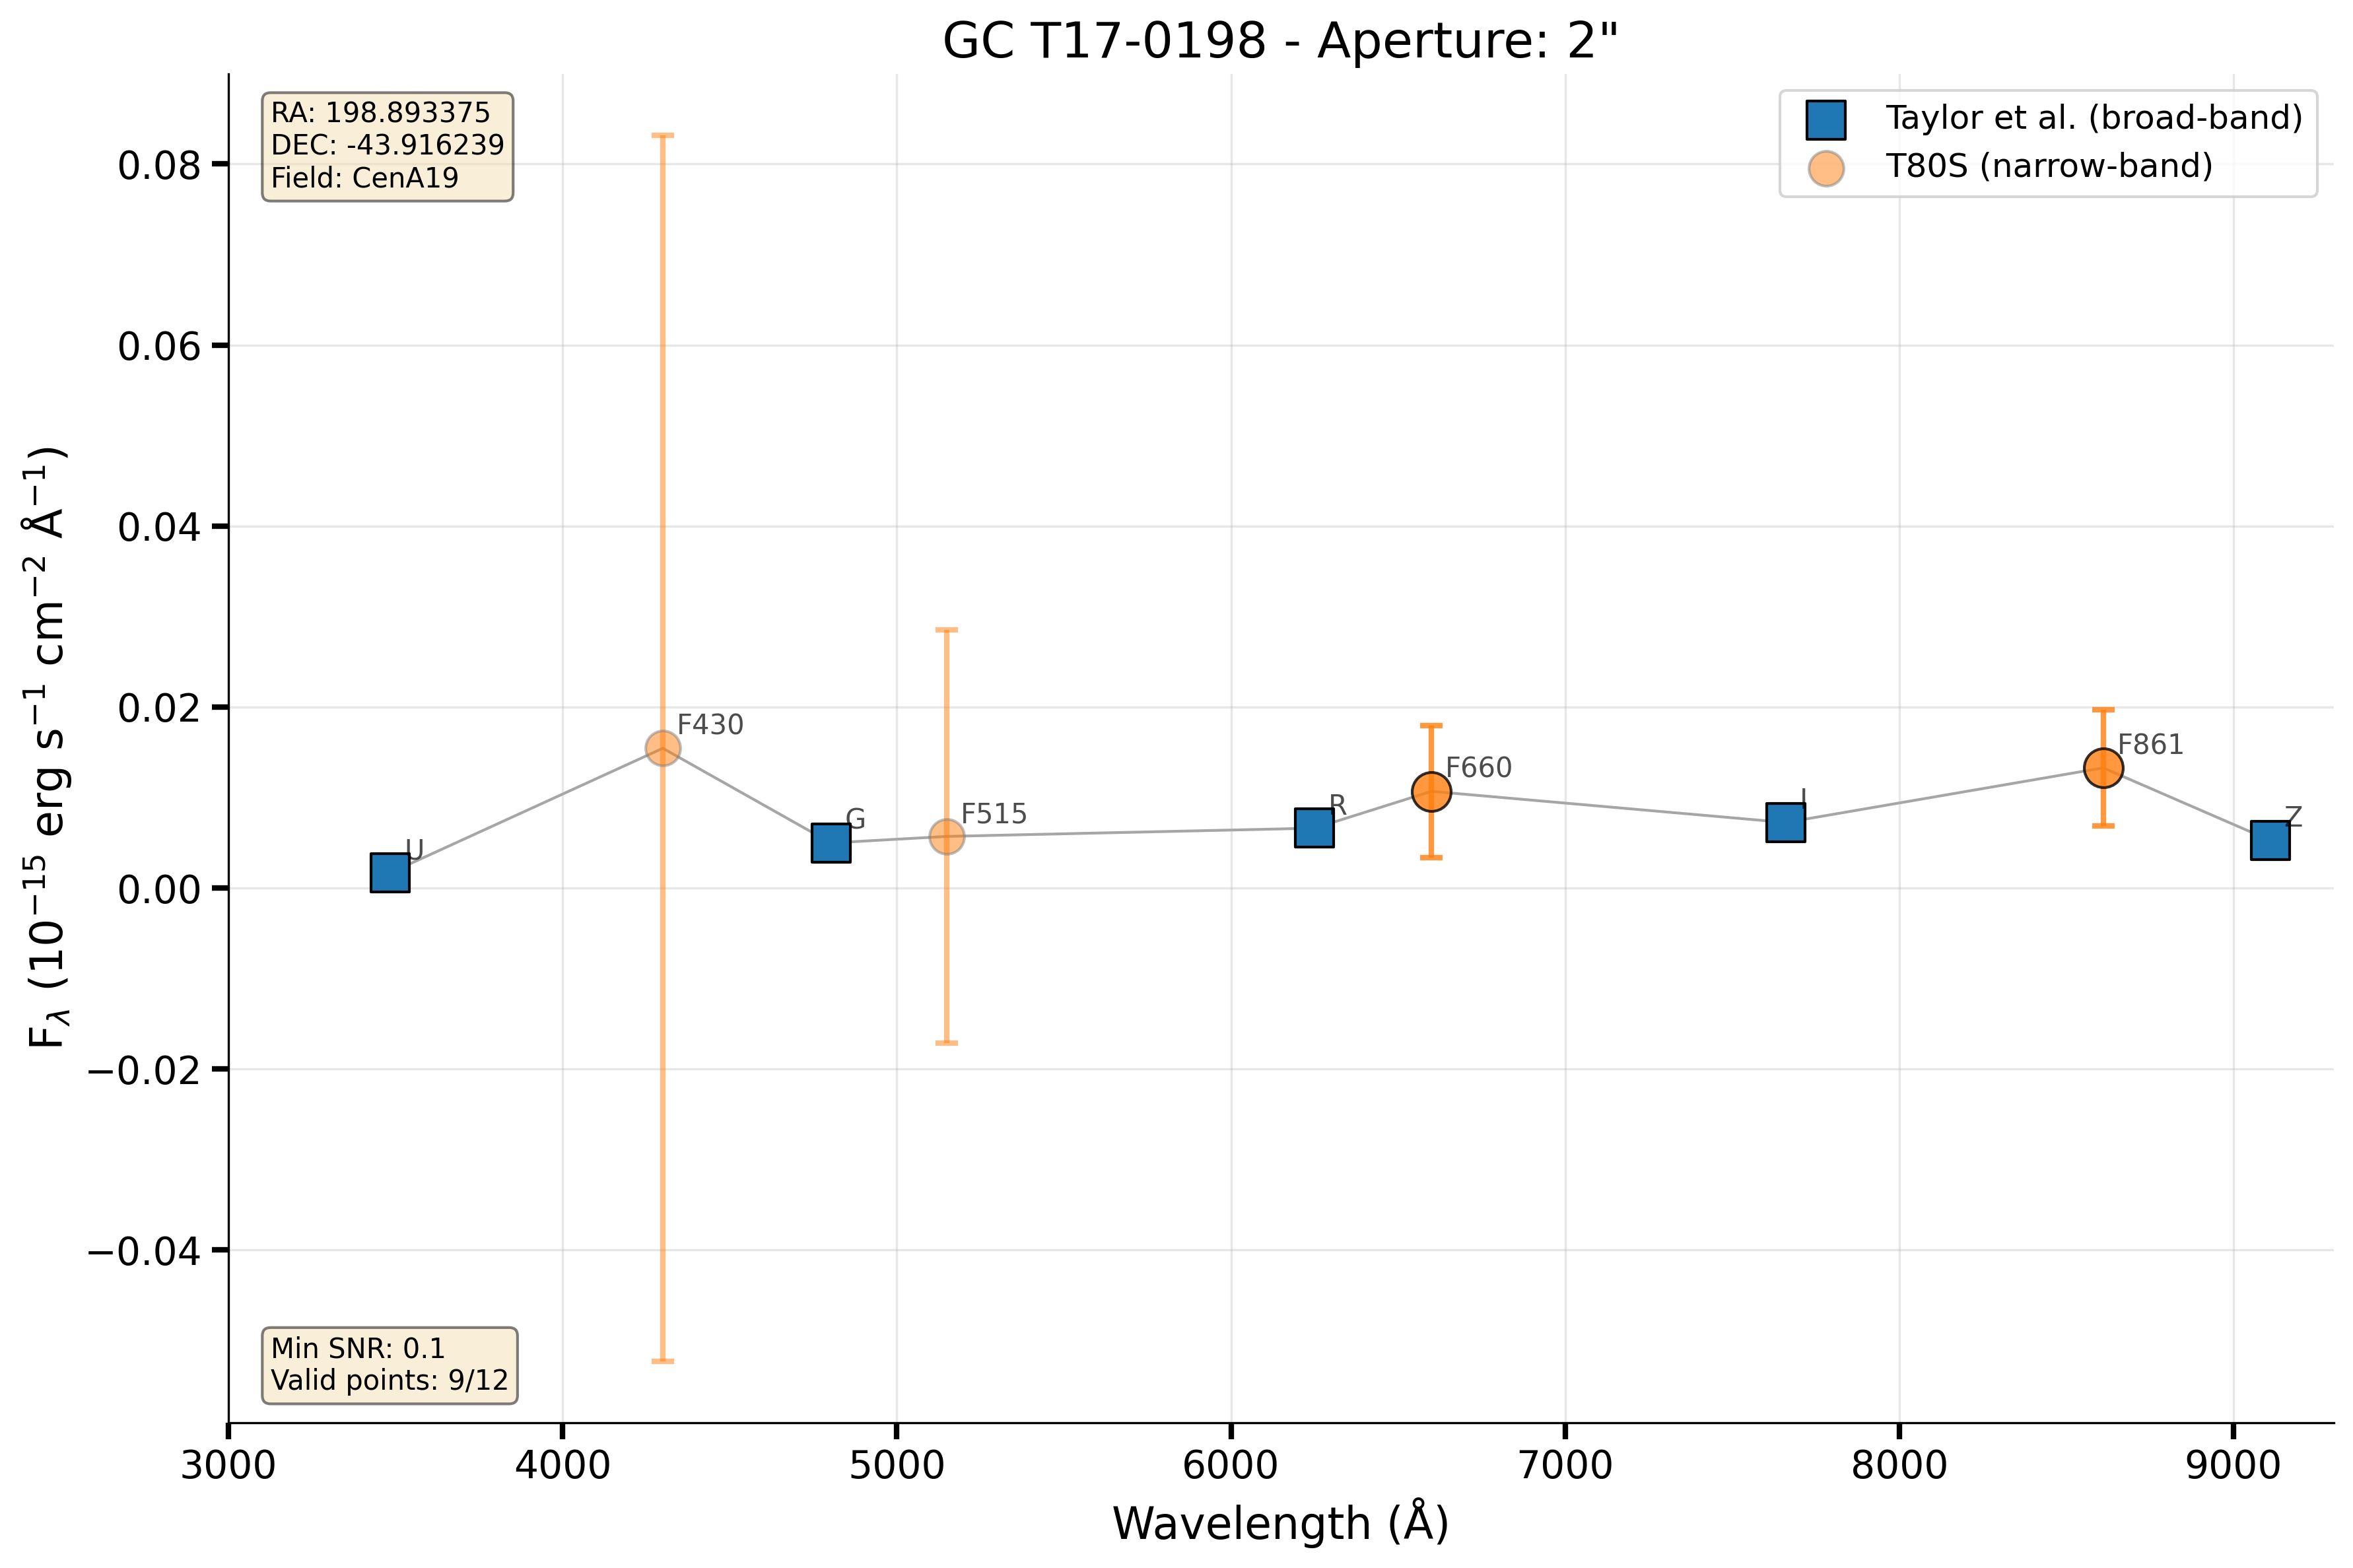 GC T17-0198 - Aperture: 2"
RA: 198.893375
DEC: -43.916239
Field: CenA19
Taylor et al. (broad-band)
T80S (narrow-band)
0.08
0.06
0.04
0.02
0.00
−0.02
−0.04
F_λ (10⁻¹⁵ erg s⁻¹ cm⁻² Å⁻¹)
U
F430
G
F515
R
F660
I
F861
Z
Min SNR: 0.1
Valid points: 9/12
3000 4000 5000 6000 7000 8000 9000
Wavelength (Å)